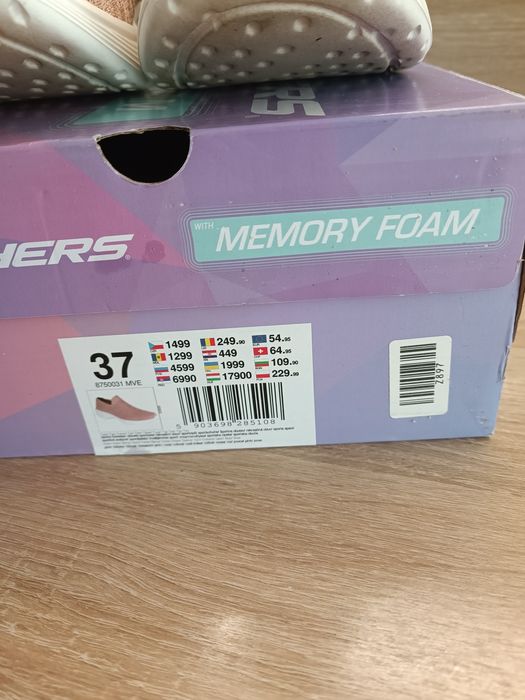 RS
HERS
WITH MEMORY FOAM
37
8750031 MVE
1499 249.90 54.95
1299 449 64.95
4599 1999 109.90
6990 17900 229.99
5 903698 285108
Z897